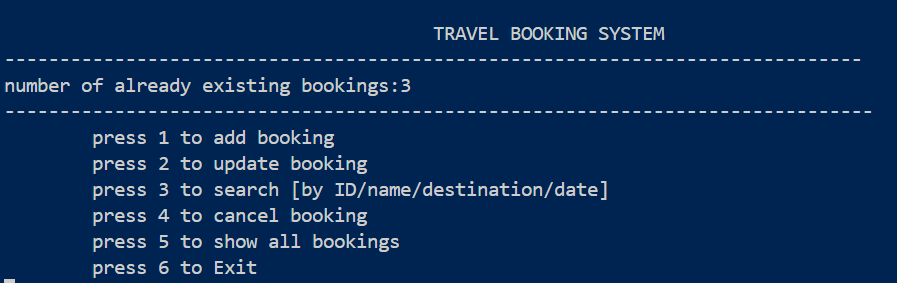 TRAVEL BOOKING SYSTEM
------------------------------------------------------------------------------
number of already existing bookings:3
-------------------------------------------------------------------------------
press 1 to add booking
press 2 to update booking
press 3 to search [by ID/name/destination/date]
press 4 to cancel booking
press 5 to show all bookings
press 6 to Exit